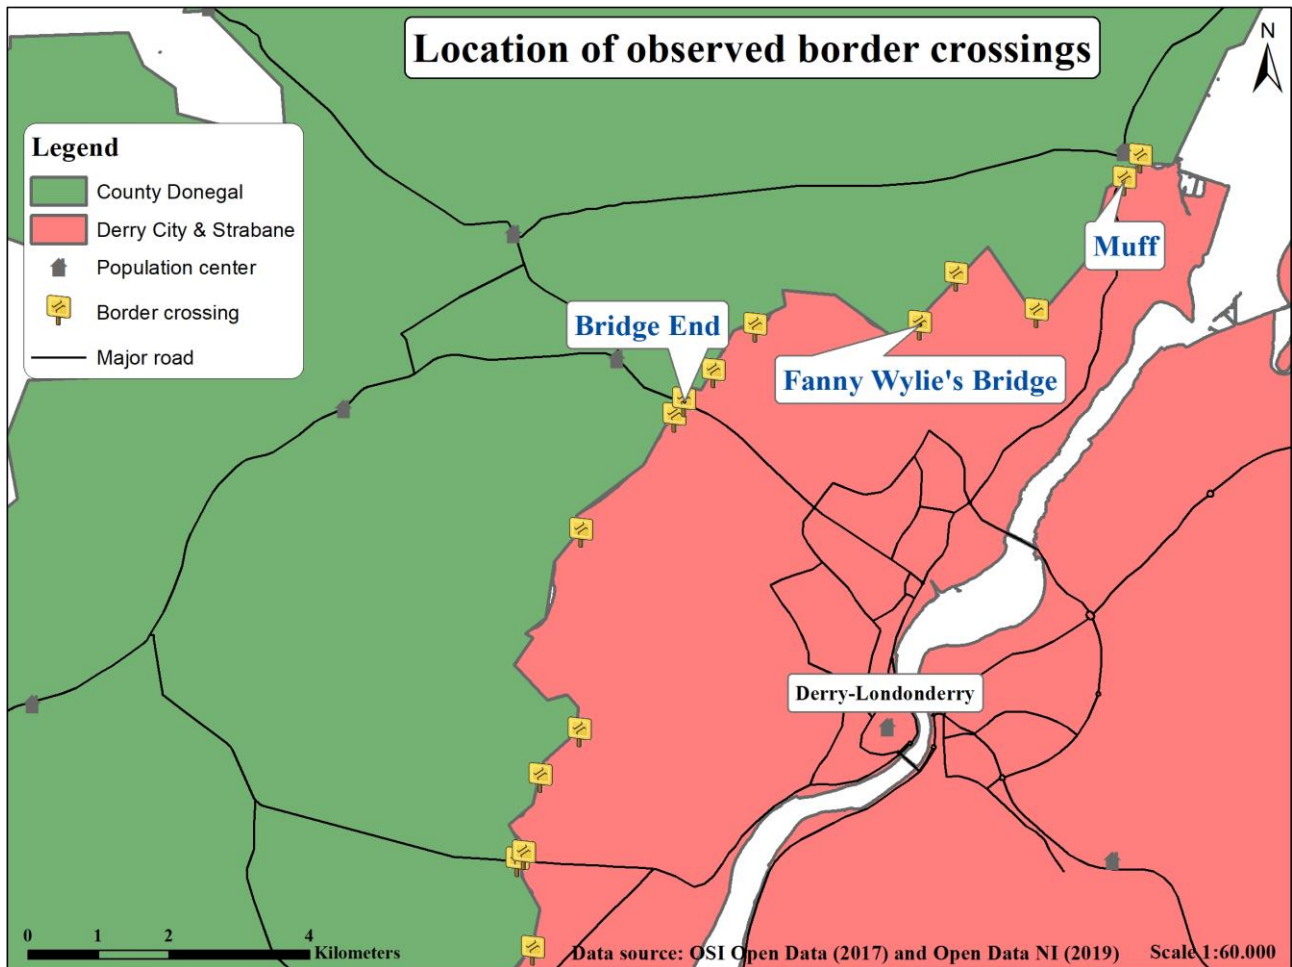 Location of observed border crossings
N
Legend
County Donegal
Derry City & Strabane
Population center
Border crossing
Major road
Muff
Bridge End
Fanny Wylie's Bridge
Derry-Londonderry
0 1 2 4
Kilometers
Data source: OSI Open Data (2017) and Open Data NI (2019) Scale 1:60.000